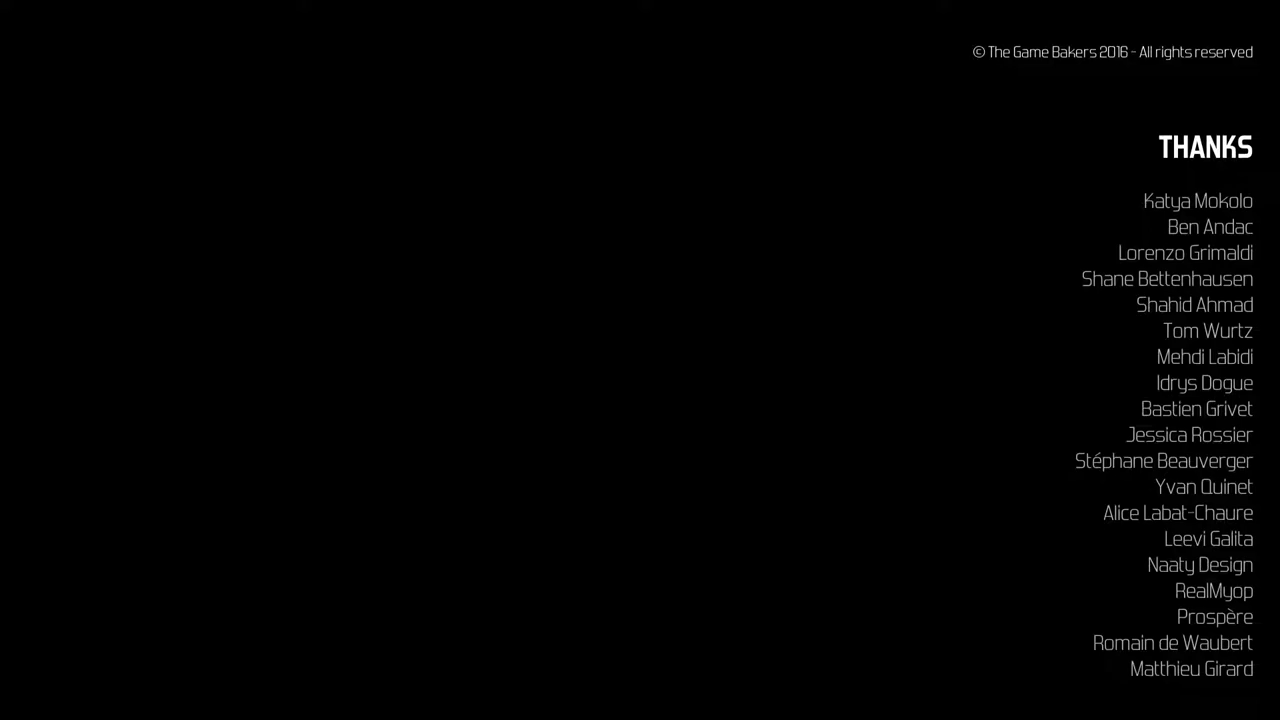 © The Game Bakers 2016 - All rights reserved
THANKS
Katya Mokolo
Ben Andac
Lorenzo Grimaldi
Shane Bettenhausen
Shahid Ahmad
Tom Wurtz
Mehdi Labidi
Idrys Dogue
Bastien Grivet
Jessica Rossier
Stéphane Beauverger
Yvan Quinet
Alice Labat-Chaure
Leevi Galita
Naaty Design
RealMyop
Prospère
Romain de Waubert
Matthieu Girard